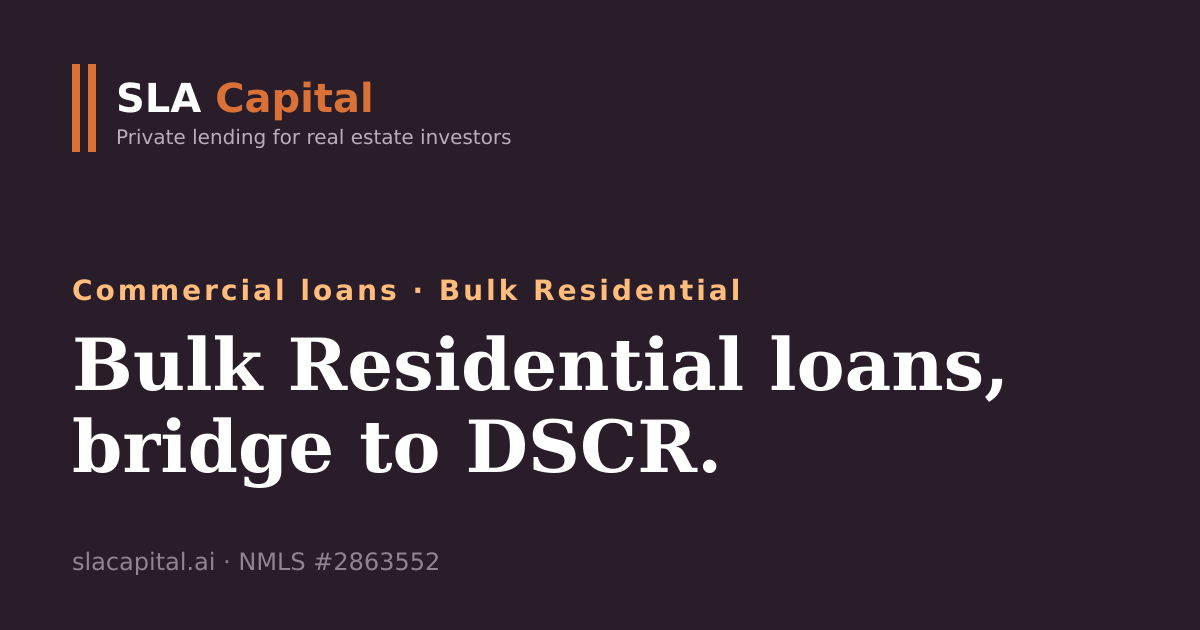 SLA Capital
Private lending for real estate investors
Commercial loans · Bulk Residential
Bulk Residential loans,
bridge to DSCR.
slacapital.ai · NMLS #2863552